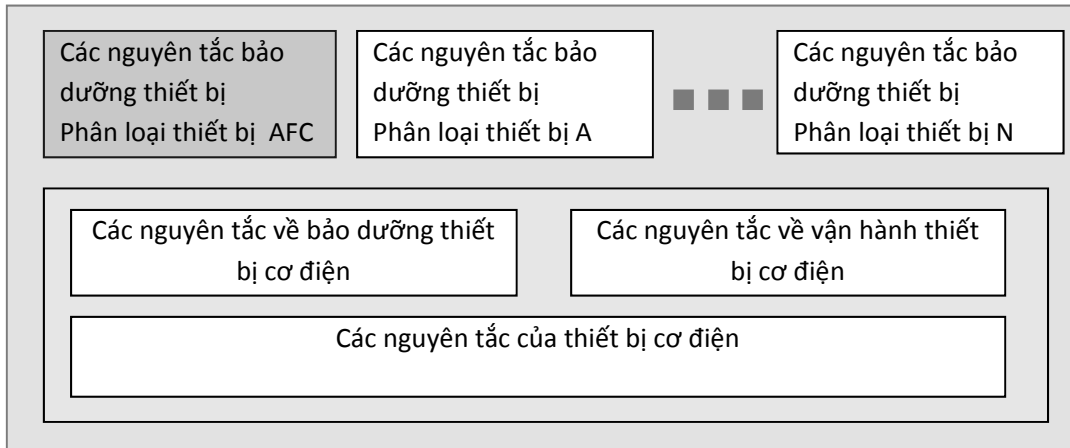 Các nguyên tắc bảo
dưỡng thiết bị
Phân loại thiết bị AFC
Các nguyên tắc bảo
dưỡng thiết bị
Phân loại thiết bị A
Các nguyên tắc bảo
dưỡng thiết bị
Phân loại thiết bị N
Các nguyên tắc về bảo dưỡng thiết
bị cơ điện
Các nguyên tắc về vận hành thiết
bị cơ điện
Các nguyên tắc của thiết bị cơ điện